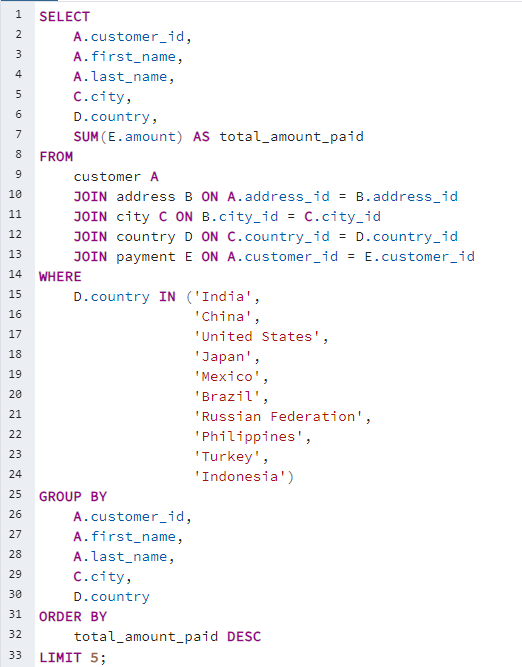 1 SELECT
2 A.customer_id,
3 A.first_name,
4 A.last_name,
5 C.city,
6 D.country,
7 SUM(E.amount) AS total_amount_paid
8 FROM
9 customer A
10 JOIN address B ON A.address_id = B.address_id
11 JOIN city C ON B.city_id = C.city_id
12 JOIN country D ON C.country_id = D.country_id
13 JOIN payment E ON A.customer_id = E.customer_id
14 WHERE
15 D.country IN ('India',
16 'China',
17 'United States',
18 'Japan',
19 'Mexico',
20 'Brazil',
21 'Russian Federation',
22 'Philippines',
23 'Turkey',
24 'Indonesia')
25 GROUP BY
26 A.customer_id,
27 A.first_name,
28 A.last_name,
29 C.city,
30 D.country
31 ORDER BY
32 total_amount_paid DESC
33 LIMIT 5;